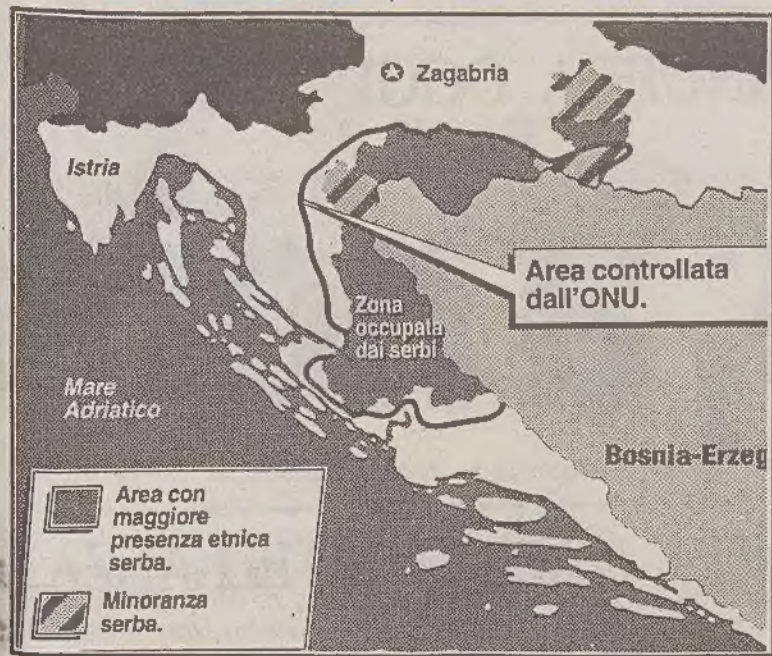 Zagabria
Istria
Area controllata
dall'ONU.
Zona
occupata
dai serbi
Mare
Adriatico
Bosnia-Erzeg
Area con
maggiore
presenza etnica
serba.
Minoranza
serba.